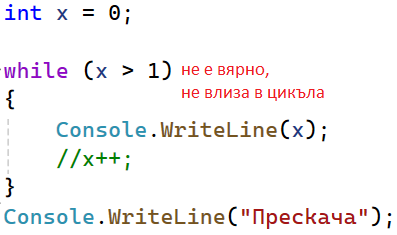 int x = 0;
while (x > 1) не е вярно,
не влиза в цикъла
{
Console.WriteLine(x);
//x++;
}
Console.WriteLine("Прескача");